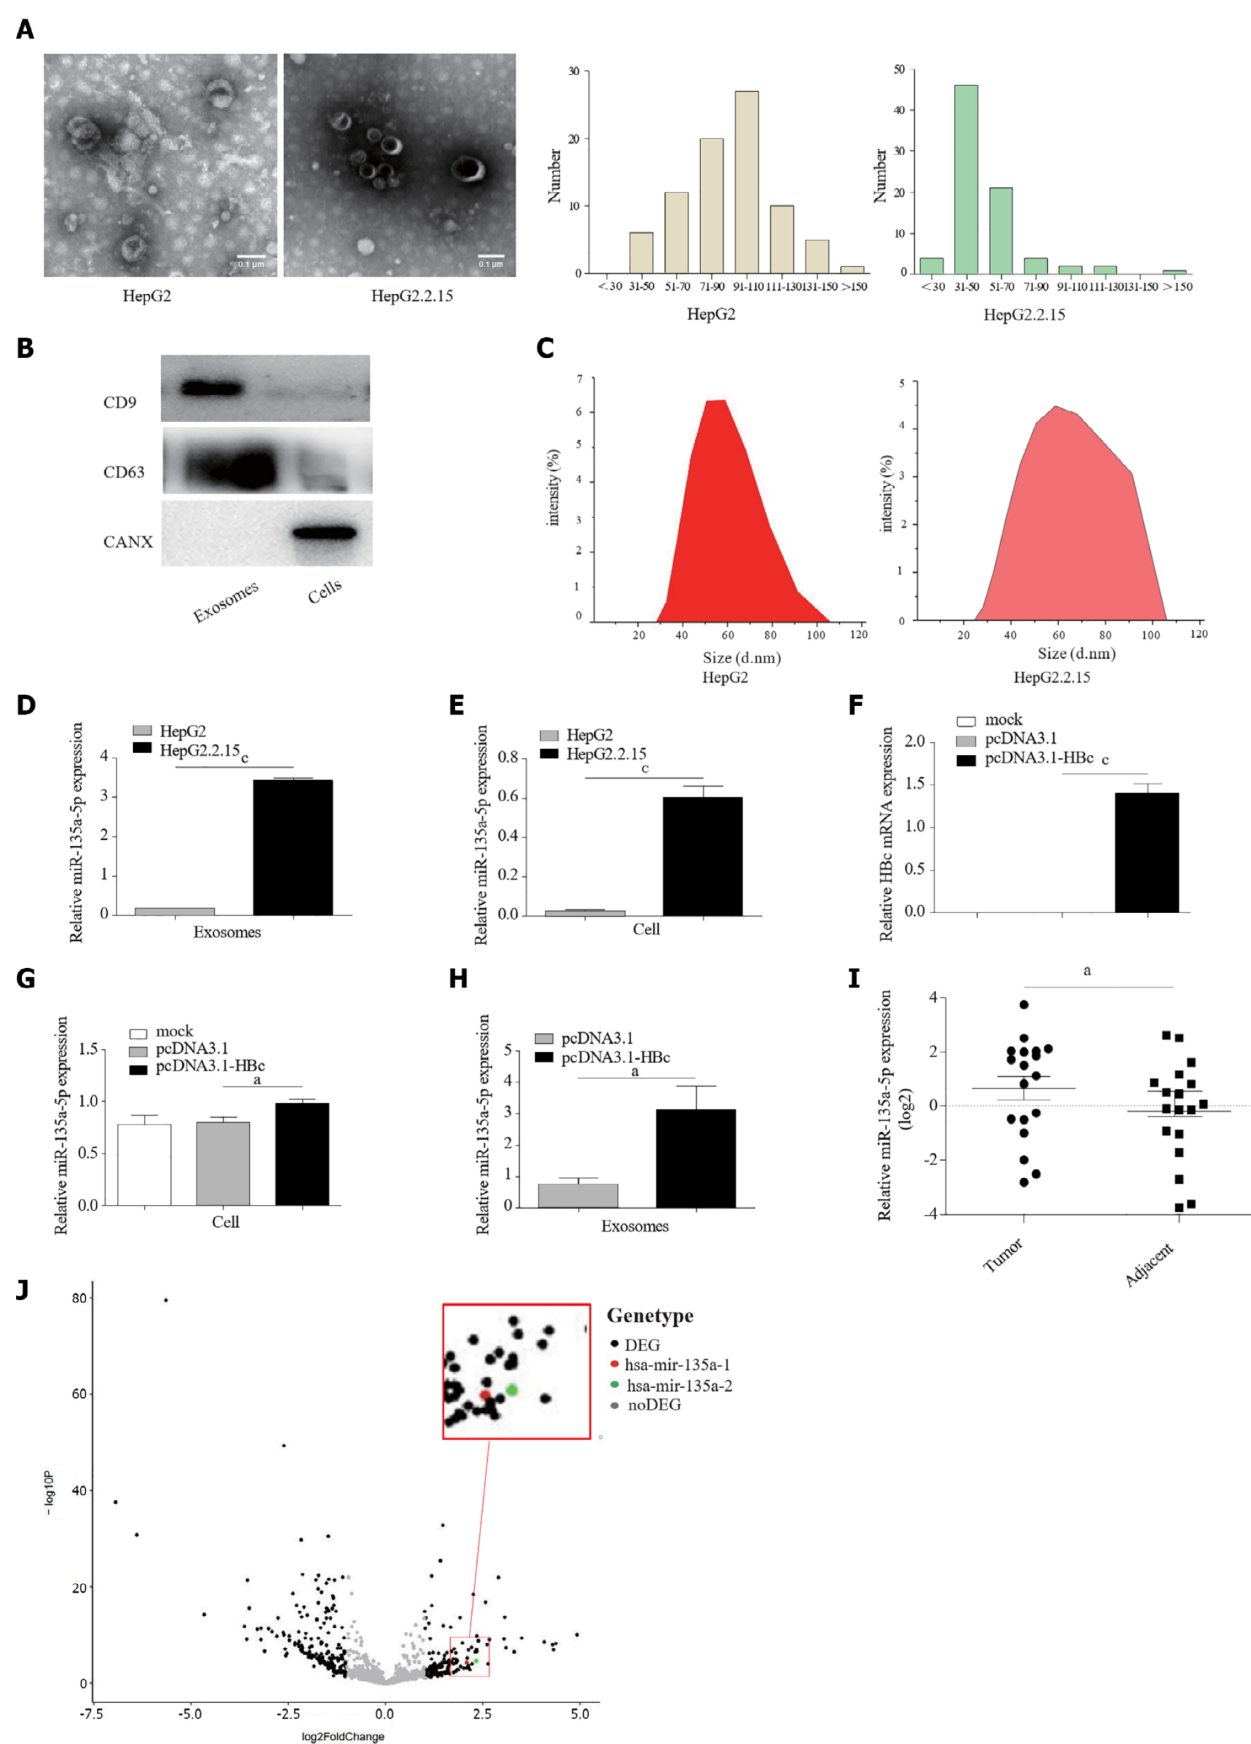 A
0.1 μm
HepG2
0.1 μm
HepG2.2.15
Number
30
20
10
0
<30 31-50 51-70 71-90 91-110 111-130 131-150 >150
HepG2
Number
50
40
30
20
10
0
<30 31-50 51-70 71-90 91-110 111-130 131-150 >150
HepG2.2.15
B
CD9
CD63
CANX
Exosomes
Cells
C
intensity (%)
7
6
5
4
3
2
1
0
20 40 60 80 100 120
Size (d.nm)
HepG2
intensity (%)
5
4
3
2
1
0
20 40 60 80 100 120
Size (d.nm)
HepG2.2.15
D
HepG2
HepG2.2.15
c
Relative miR-135a-5p expression
4
3
2
1
0
Exosomes
E
HepG2
HepG2.2.15
c
Relative miR-135a-5p expression
0.8
0.6
0.4
0.2
0.0
Cell
F
mock
pcDNA3.1
pcDNA3.1-HBc
c
Relative HBc mRNA expression
2.0
1.5
1.0
0.5
0.0
G
mock
pcDNA3.1
pcDNA3.1-HBc
a
Relative miR-135a-5p expression
1.5
1.0
0.5
0.0
Cell
H
pcDNA3.1
pcDNA3.1-HBc
a
Relative miR-135a-5p expression
5
4
3
2
1
0
Exosomes
I
a
Relative miR-135a-5p expression
(log2)
4
2
0
-2
-4
Tumor
Adjacent
J
Genetype
DEG
hsa-mir-135a-1
hsa-mir-135a-2
noDEG
- log10P
80
60
40
20
0
-7.5 -5.0 -2.5 0.0 2.5 5.0
log2FoldChange